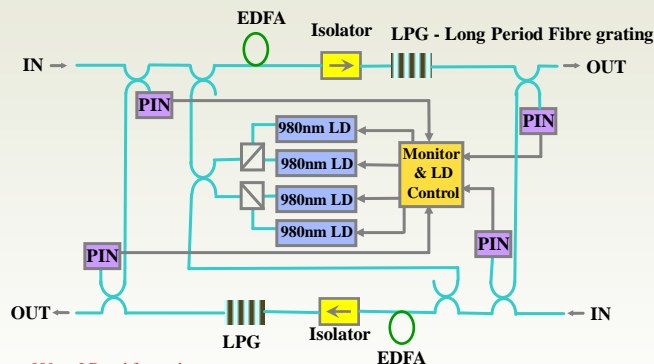 EDFA
Isolator
LPG - Long Period Fibre grating
IN
OUT
PIN
PIN
980nm LD
980nm LD
980nm LD
980nm LD
Monitor
& LD
Control
PIN
PIN
OUT
IN
LPG
Isolator
EDFA